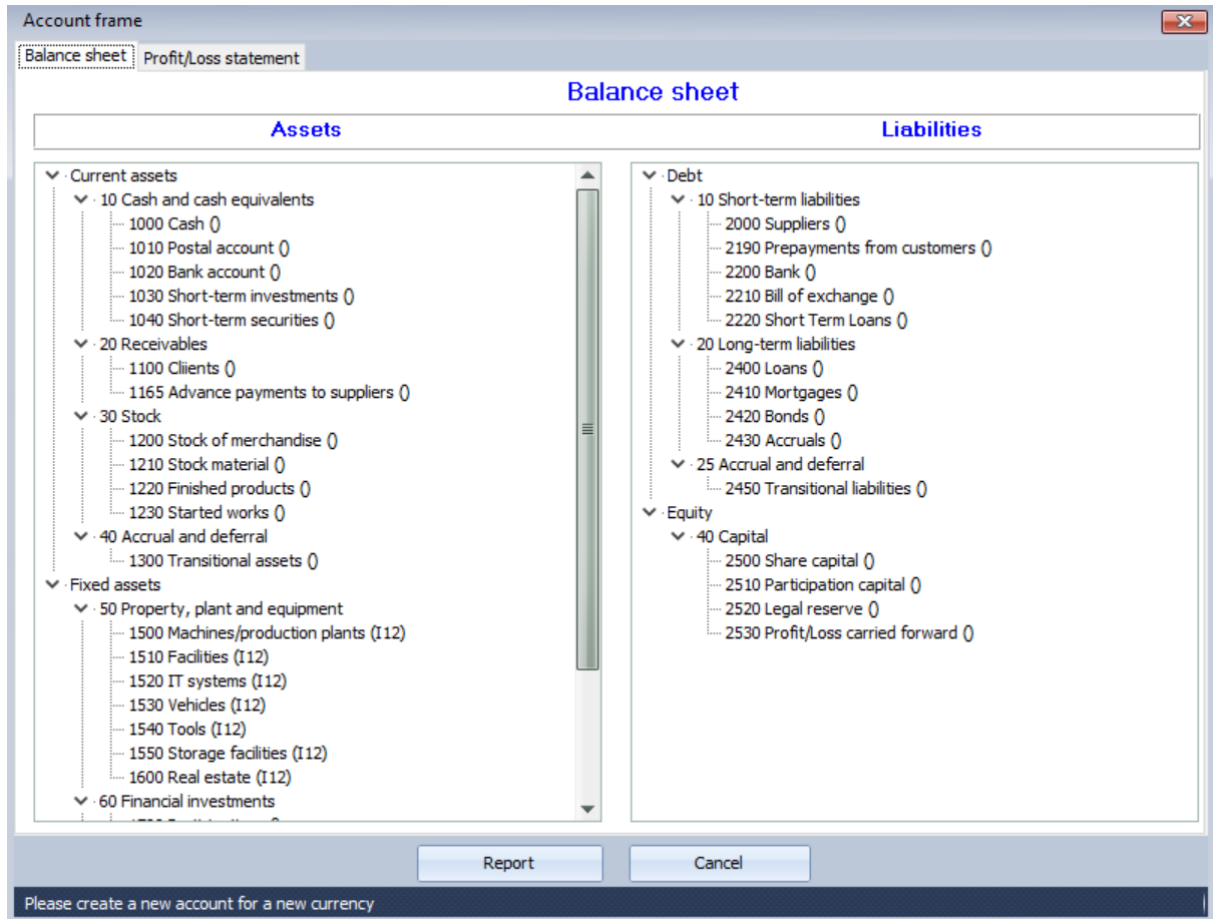 Account frame
Balance sheet Profit/Loss statement
Balance sheet
Assets
Liabilities
Current assets
10 Cash and cash equivalents
1000 Cash ()
1010 Postal account ()
1020 Bank account ()
1030 Short-term investments ()
1040 Short-term securities ()
20 Receivables
1100 Cliients ()
1165 Advance payments to suppliers ()
30 Stock
1200 Stock of merchandise ()
1210 Stock material ()
1220 Finished products ()
1230 Started works ()
40 Accrual and deferral
1300 Transitional assets ()
Fixed assets
50 Property, plant and equipment
1500 Machines/production plants (I12)
1510 Facilities (I12)
1520 IT systems (I12)
1530 Vehicles (I12)
1540 Tools (I12)
1550 Storage facilities (I12)
1600 Real estate (I12)
60 Financial investments
Debt
10 Short-term liabilities
2000 Suppliers ()
2190 Prepayments from customers ()
2200 Bank ()
2210 Bill of exchange ()
2220 Short Term Loans ()
20 Long-term liabilities
2400 Loans ()
2410 Mortgages ()
2420 Bonds ()
2430 Accruals ()
25 Accrual and deferral
2450 Transitional liabilities ()
Equity
40 Capital
2500 Share capital ()
2510 Participation capital ()
2520 Legal reserve ()
2530 Profit/Loss carried forward ()
Report
Cancel
Please create a new account for a new currency